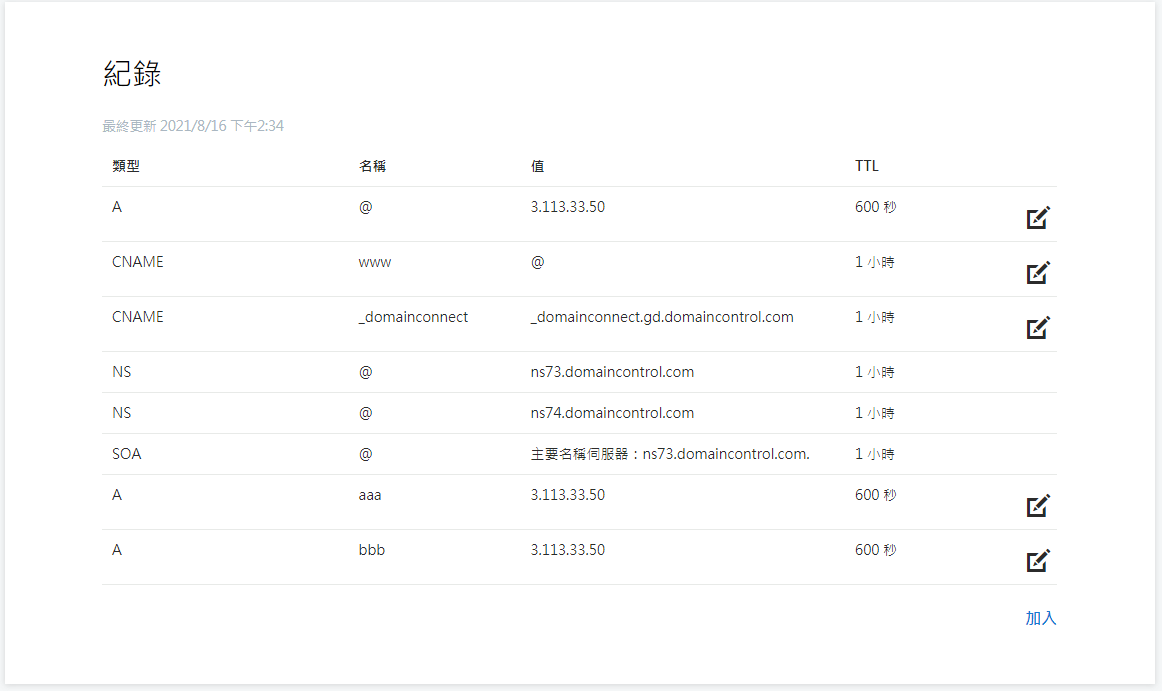 紀錄
最終更新 2021/8/16 下午2:34
類型 名稱 值 TTL
A @ 3.113.33.50 600 秒
CNAME www @ 1 小時
CNAME _domainconnect _domainconnect.gd.domaincontrol.com 1 小時
NS @ ns73.domaincontrol.com 1 小時
NS @ ns74.domaincontrol.com 1 小時
SOA @ 主要名稱伺服器：ns73.domaincontrol.com. 1 小時
A aaa 3.113.33.50 600 秒
A bbb 3.113.33.50 600 秒
加入